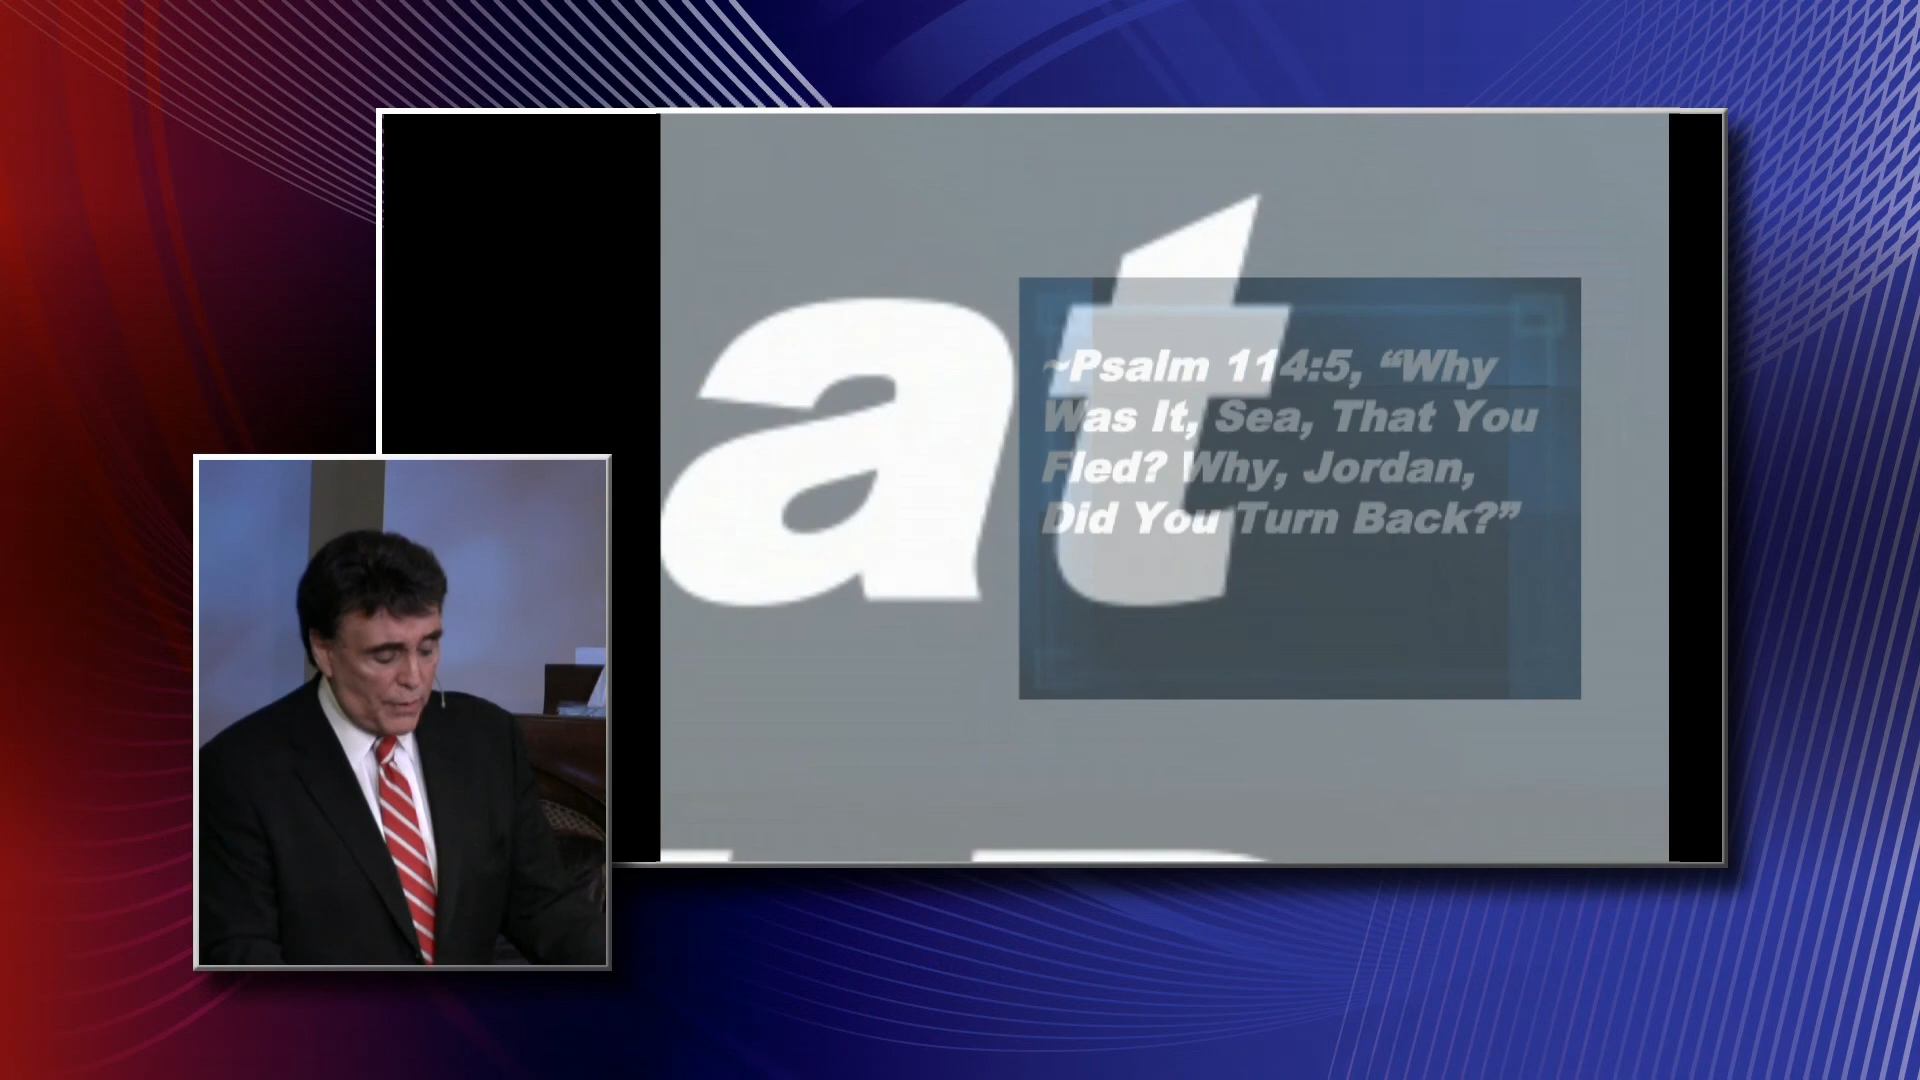 at
~Psalm 114:5, “Why
Was It, Sea, That You
Fled? Why, Jordan,
Did You Turn Back?”